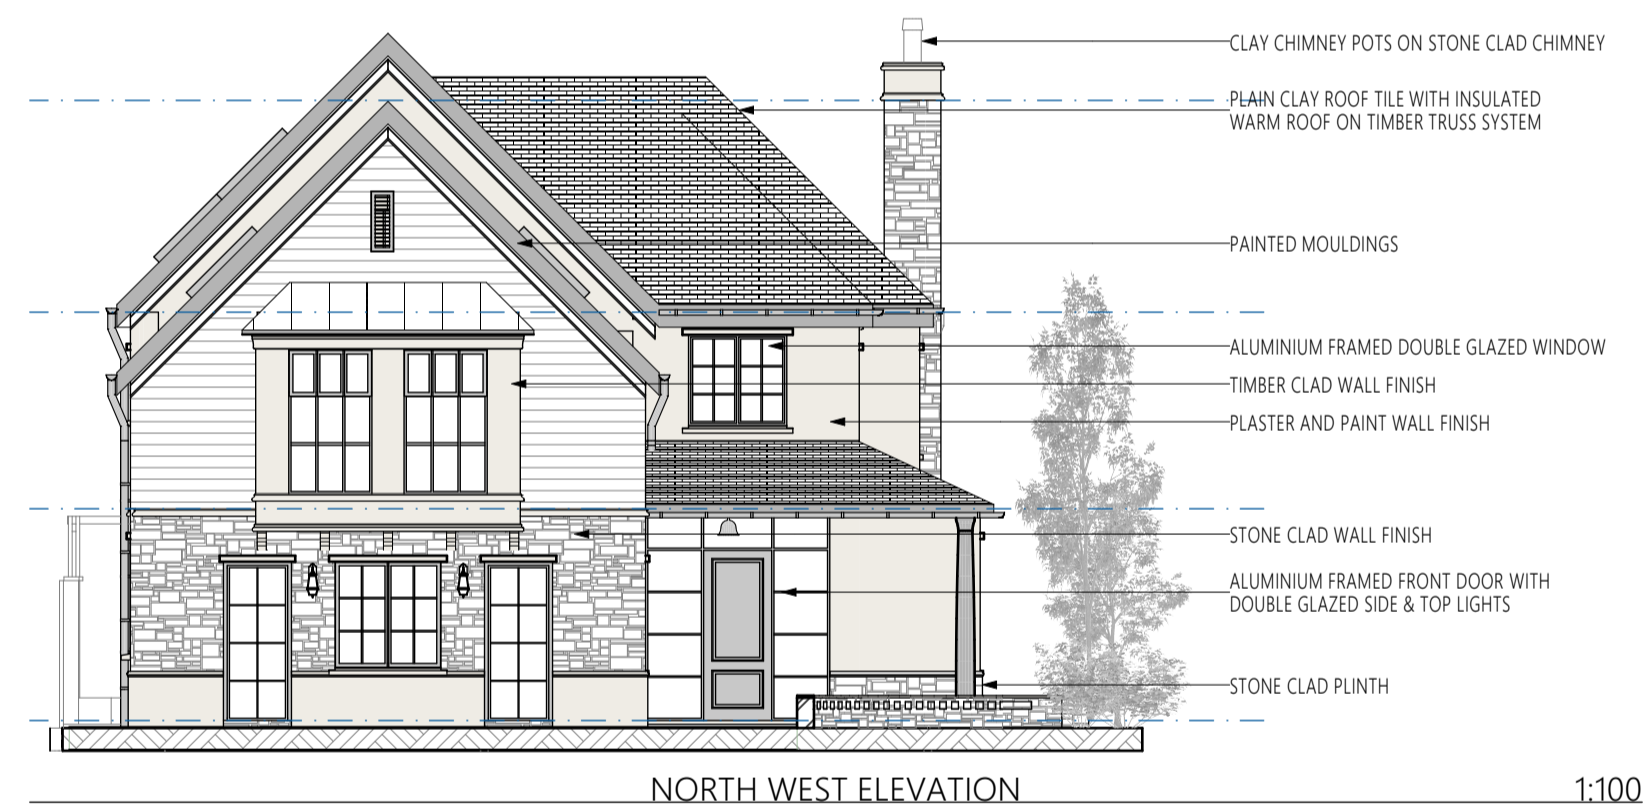 CLAY CHIMNEY POTS ON STONE CLAD CHIMNEY
PLAIN CLAY ROOF TILE WITH INSULATED
WARM ROOF ON TIMBER TRUSS SYSTEM
PAINTED MOULDINGS
ALUMINIUM FRAMED DOUBLE GLAZED WINDOW
TIMBER CLAD WALL FINISH
PLASTER AND PAINT WALL FINISH
STONE CLAD WALL FINISH
ALUMINIUM FRAMED FRONT DOOR WITH
DOUBLE GLAZED SIDE & TOP LIGHTS
STONE CLAD PLINTH
NORTH WEST ELEVATION
1:100